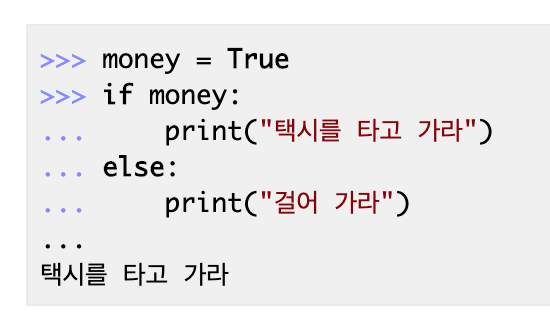 >>> money = True
>>> if money:
...     print("택시를 타고 가라")
... else:
...     print("걸어 가라")
...
택시를 타고 가라